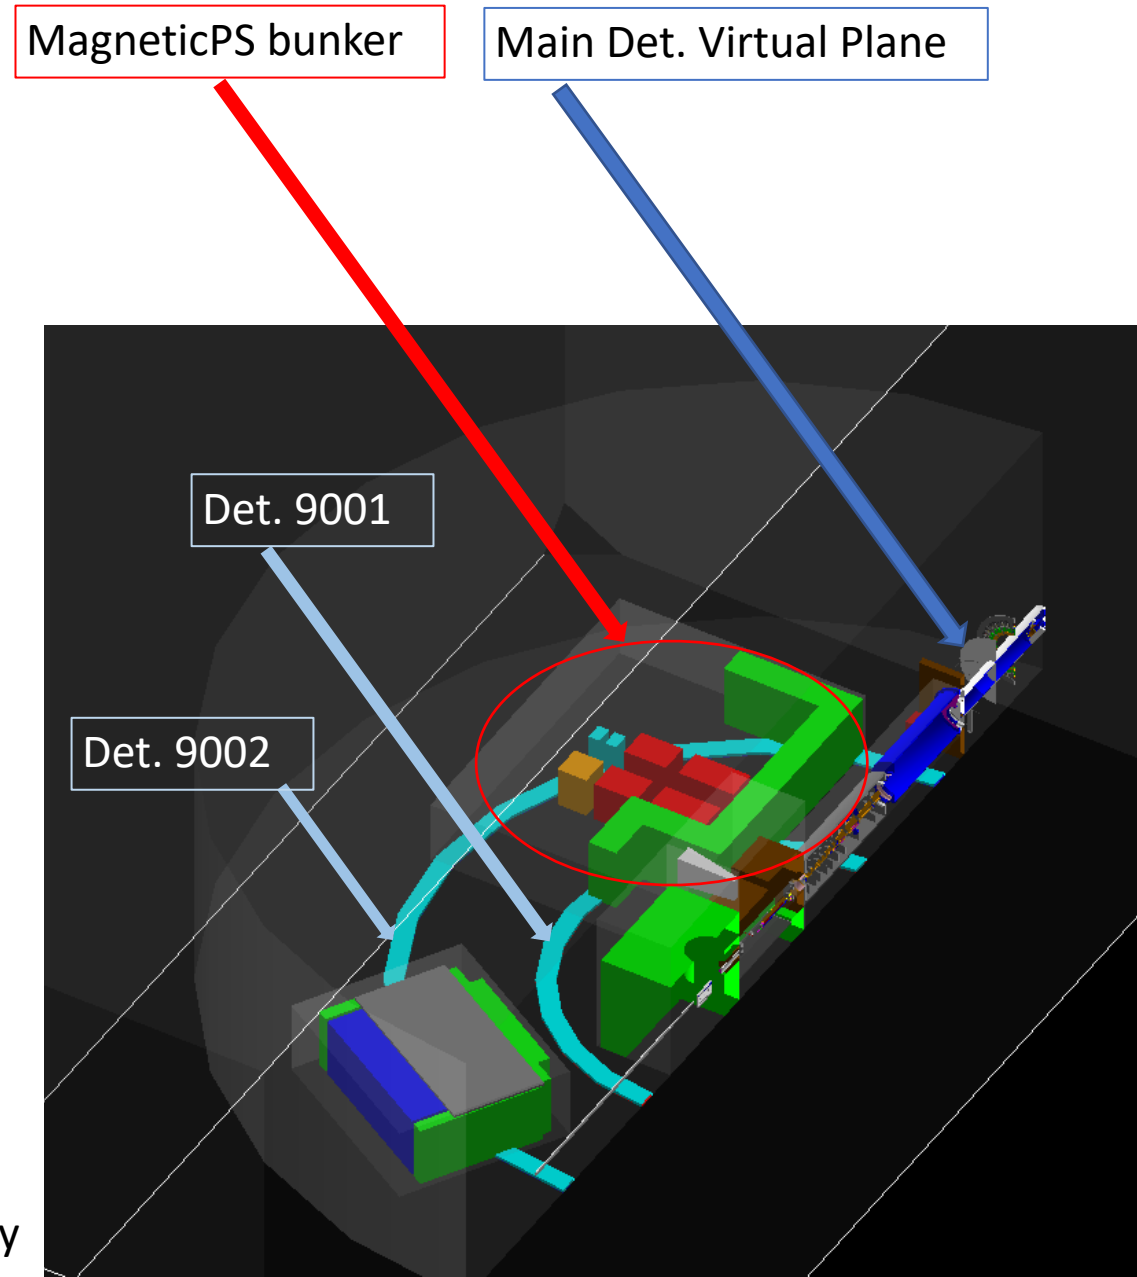 MagneticPS bunker
Main Det. Virtual Plane
Det. 9001
Det. 9002
y